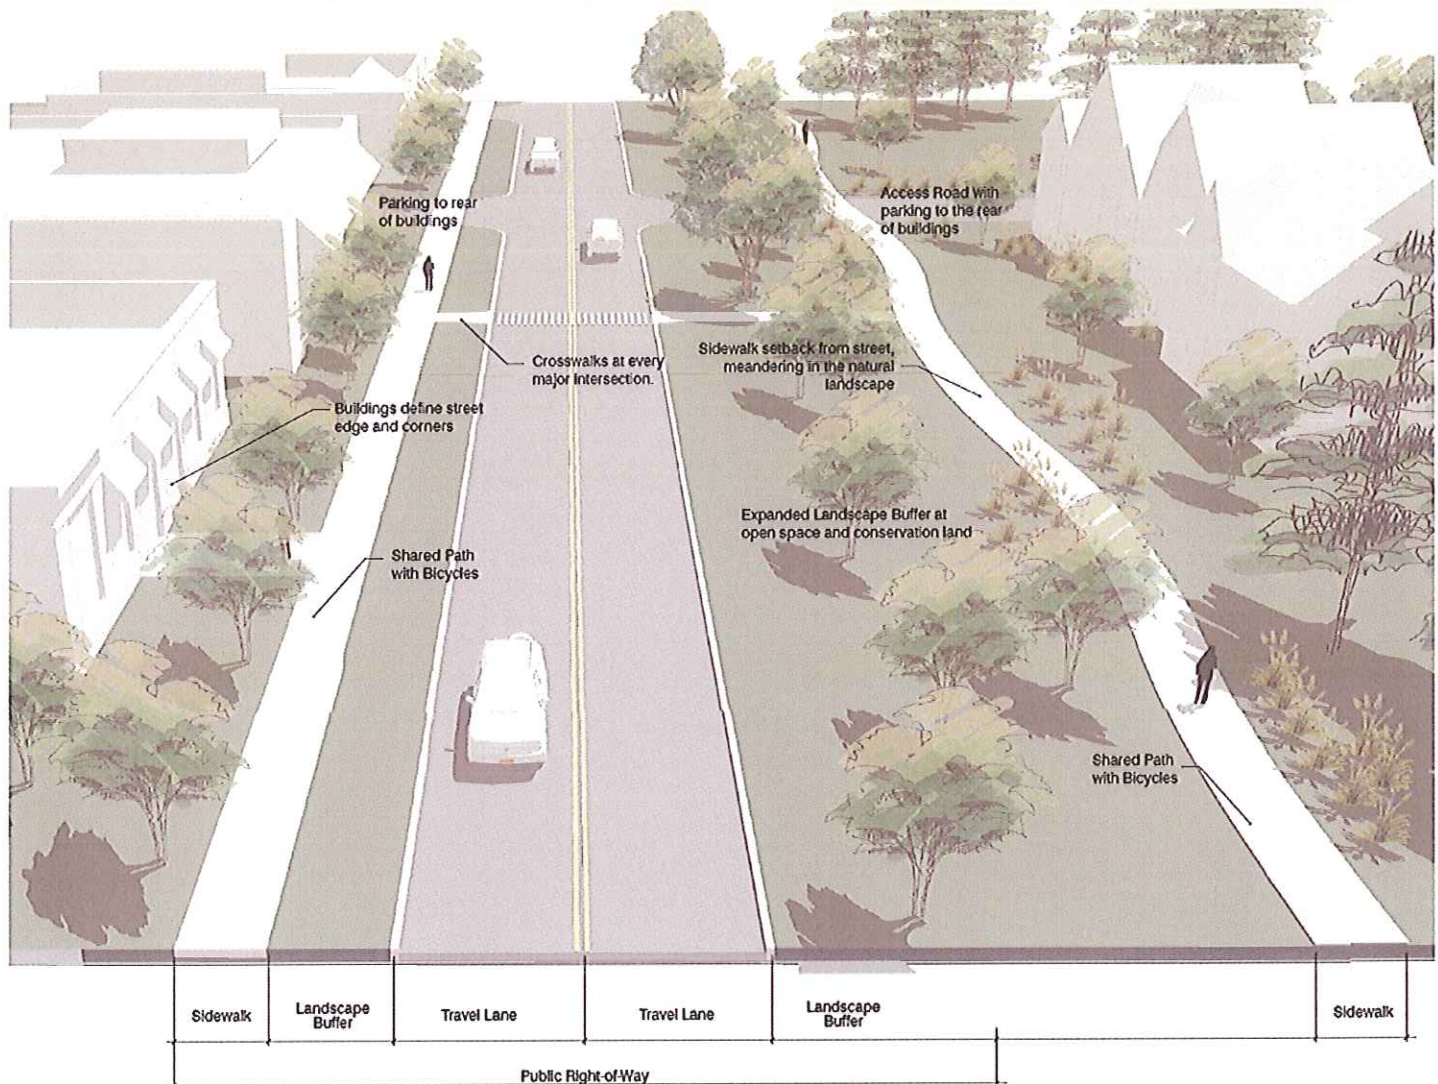 Parking to rear
of buildings
Access Road with
parking to the rear
of buildings
Crosswalks at every
major intersection.
Sidewalk setback from street,
meandering in the natural
landscape
Buildings define street
edge and corners
Expanded Landscape Buffer at
open space and conservation land
Shared Path
with Bicycles
Shared Path
with Bicycles
Sidewalk
Landscape
Buffer
Travel Lane
Travel Lane
Landscape
Buffer
Sidewalk
Public Right-of-Way